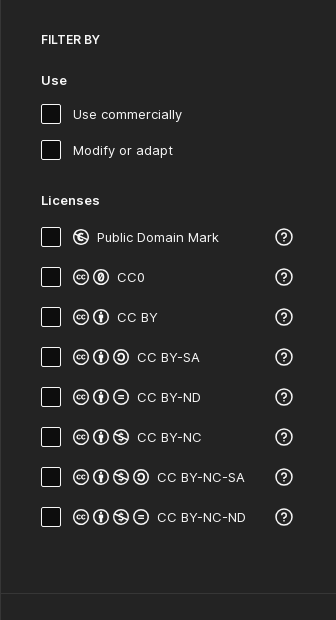 FILTER BY
Use
Use commercially
Modify or adapt
Licenses
Public Domain Mark
CC0
CC BY
CC BY-SA
CC BY-ND
CC BY-NC
CC BY-NC-SA
CC BY-NC-ND